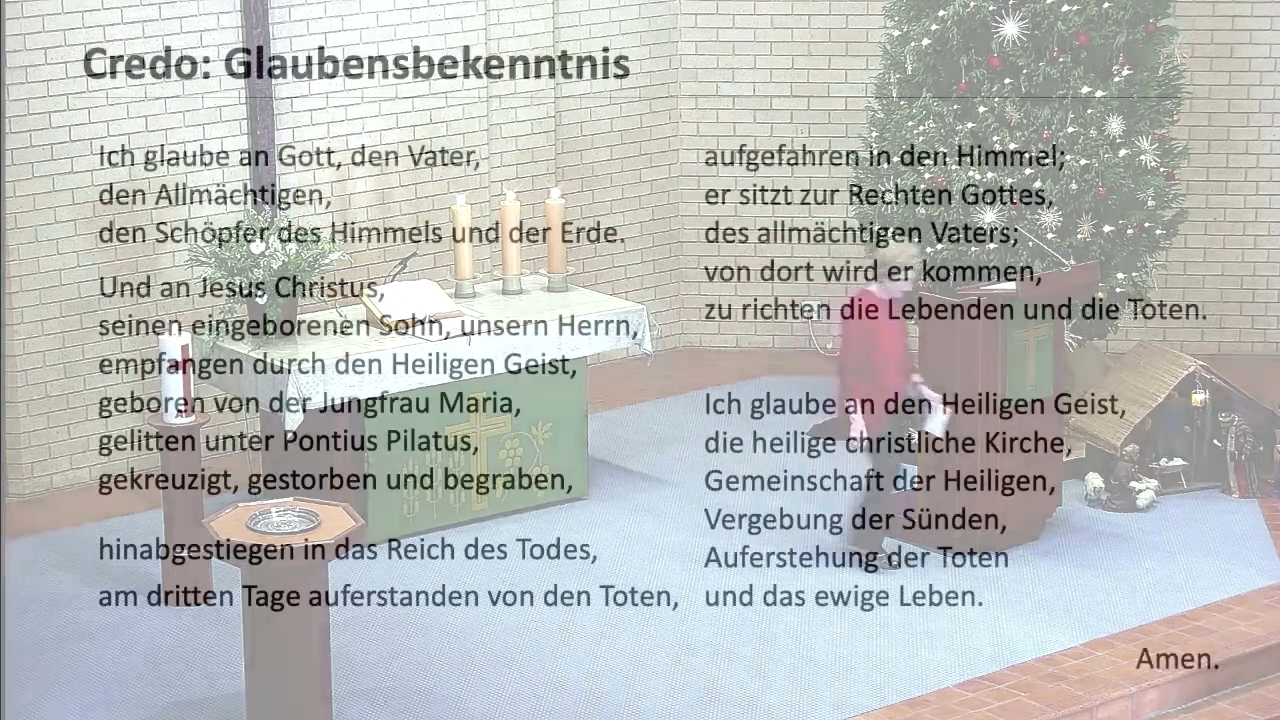 Credo: Glaubensbekenntnis
Ich glaube an Gott, den Vater,
den Allmächtigen,
den Schöpfer des Himmels und der Erde.
Und an Jesus Christus,
seinen eingeborenen Sohn, unsern Herrn,
empfangen durch den Heiligen Geist,
geboren von der Jungfrau Maria,
gelitten unter Pontius Pilatus,
gekreuzigt, gestorben und begraben,
hinabgestiegen in das Reich des Todes,
am dritten Tage auferstanden von den Toten,
aufgefahren in den Himmel;
er sitzt zur Rechten Gottes,
des allmächtigen Vaters;
von dort wird er kommen,
zu richten die Lebenden und die Toten.
Ich glaube an den Heiligen Geist,
die heilige christliche Kirche,
Gemeinschaft der Heiligen,
Vergebung der Sünden,
Auferstehung der Toten
und das ewige Leben.
Amen.